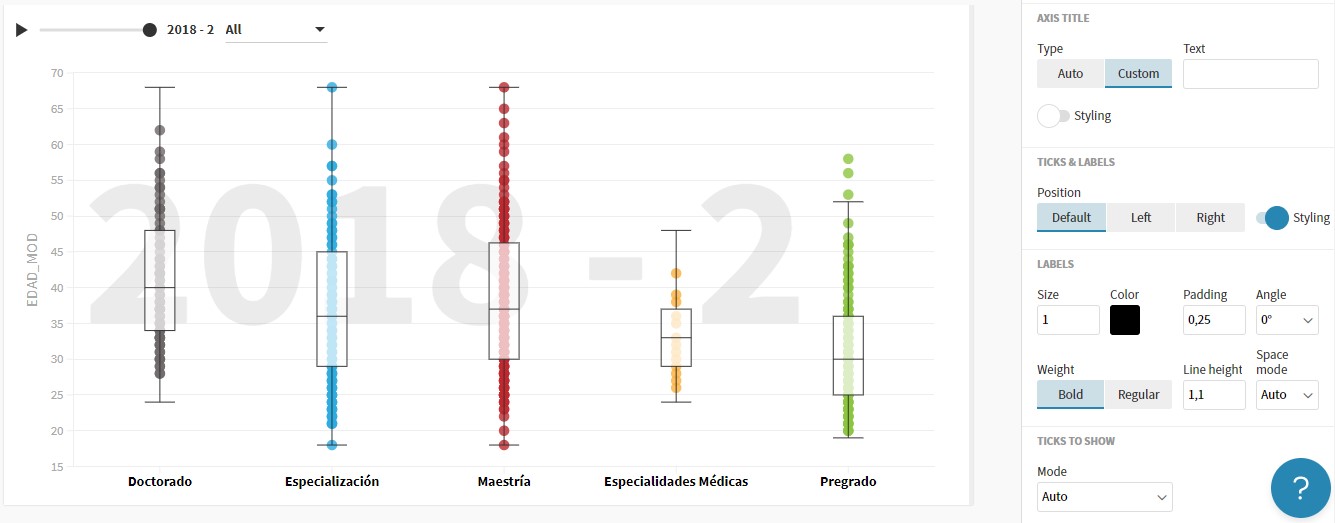 2018 - 2 All
2018 - 2
70
65
60
55
50
45
40
35
30
25
20
15
EDAD_MOD
Doctorado Especialización Maestría Especialidades Médicas Pregrado
AXIS TITLE
Type Text
Auto Custom
Styling
TICKS & LABELS
Position
Default Left Right Styling
LABELS
Size Color Padding Angle
1 0,25 0°
Weight Line height Space mode
Bold Regular 1,1 Auto
TICKS TO SHOW
Mode
Auto
?